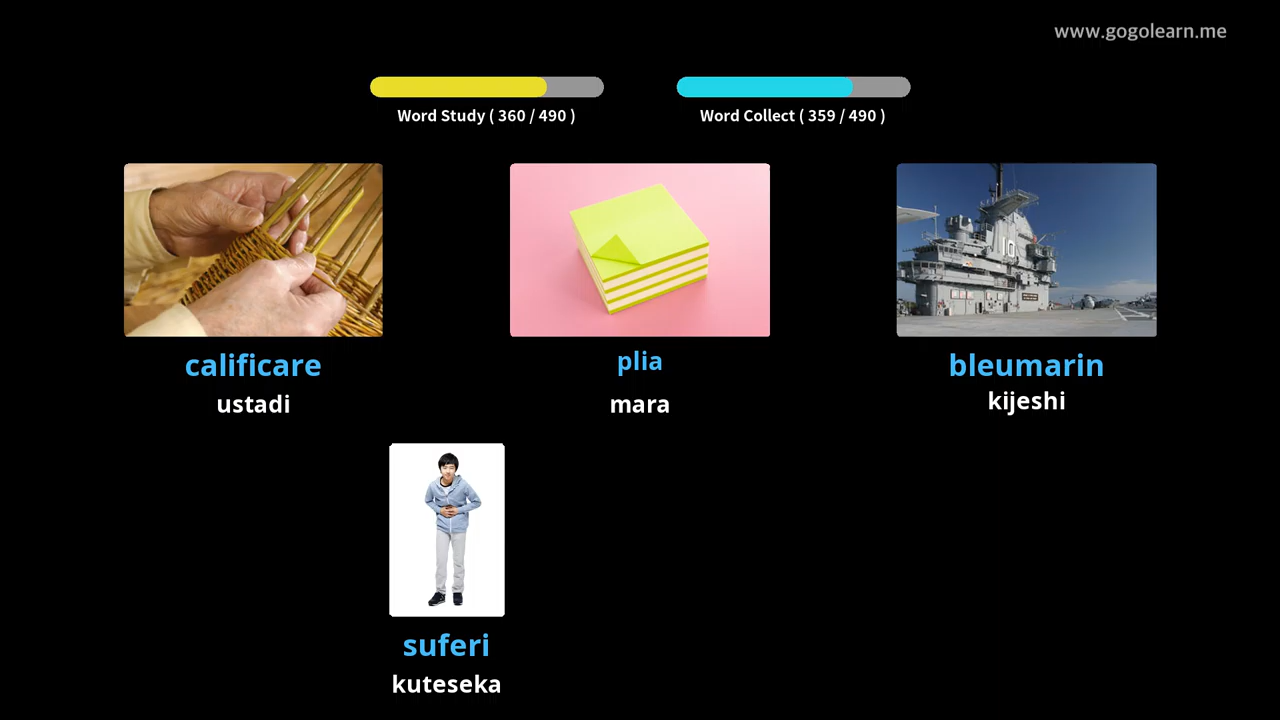 www.gogolearn.me
Word Study ( 360 / 490 )
Word Collect ( 359 / 490 )
calificare
ustadi
plia
mara
bleumarin
kijeshi
suferi
kuteseka
10